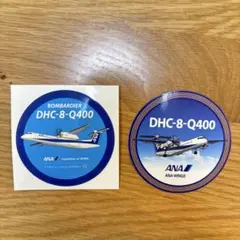 BOMBARDIER
DHC-8-Q400
ANA
DHC-8-Q400
ANA
ANA WINGS